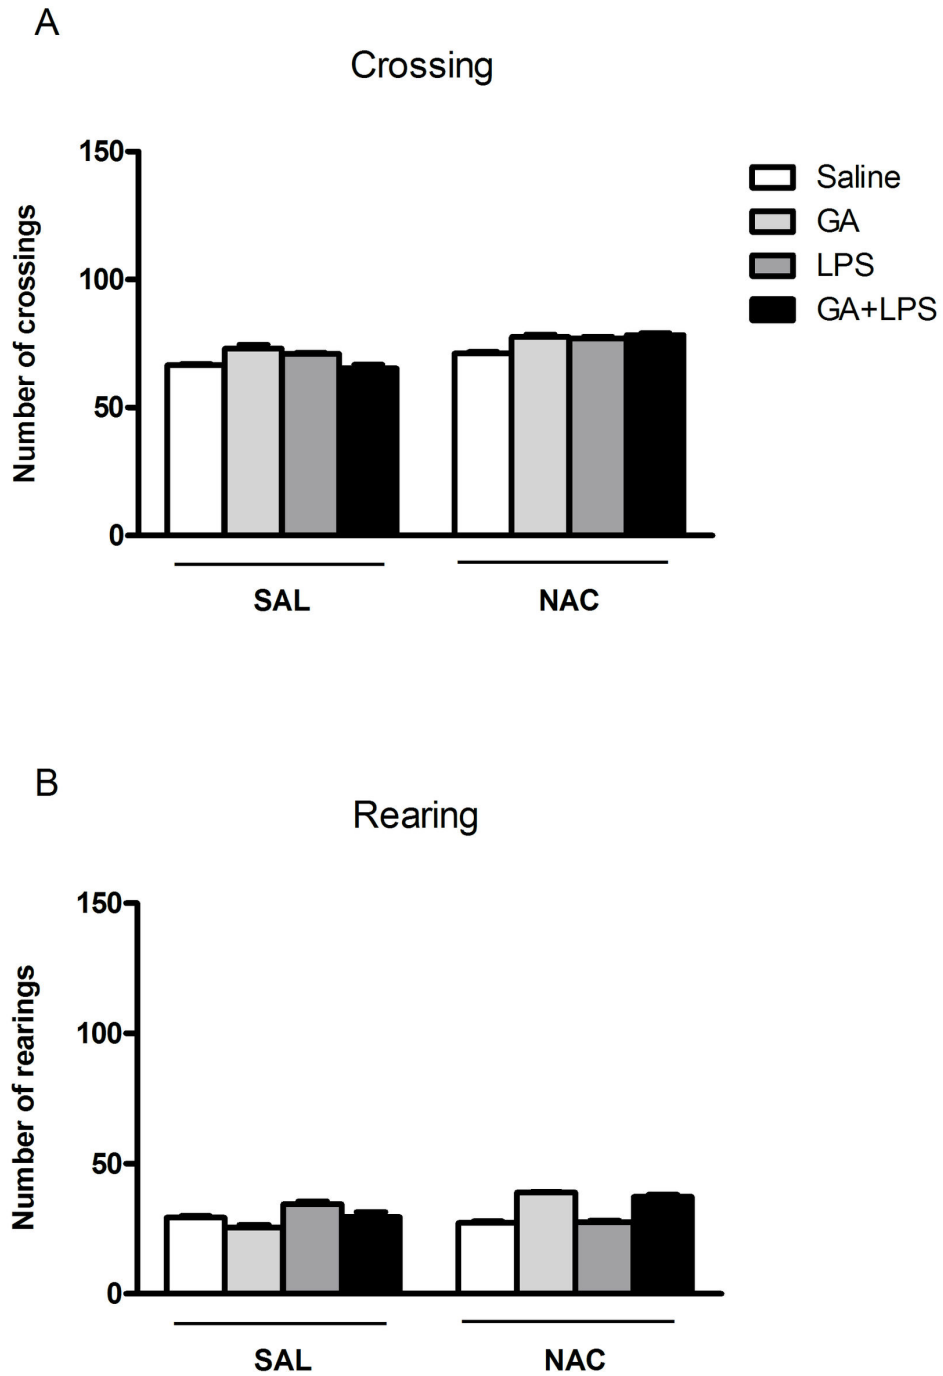 A
Crossing
Number of crossings
150
100
50
0
Saline
GA
LPS
GA+LPS
SAL
NAC
B
Rearing
Number of rearings
150
100
50
0
SAL
NAC